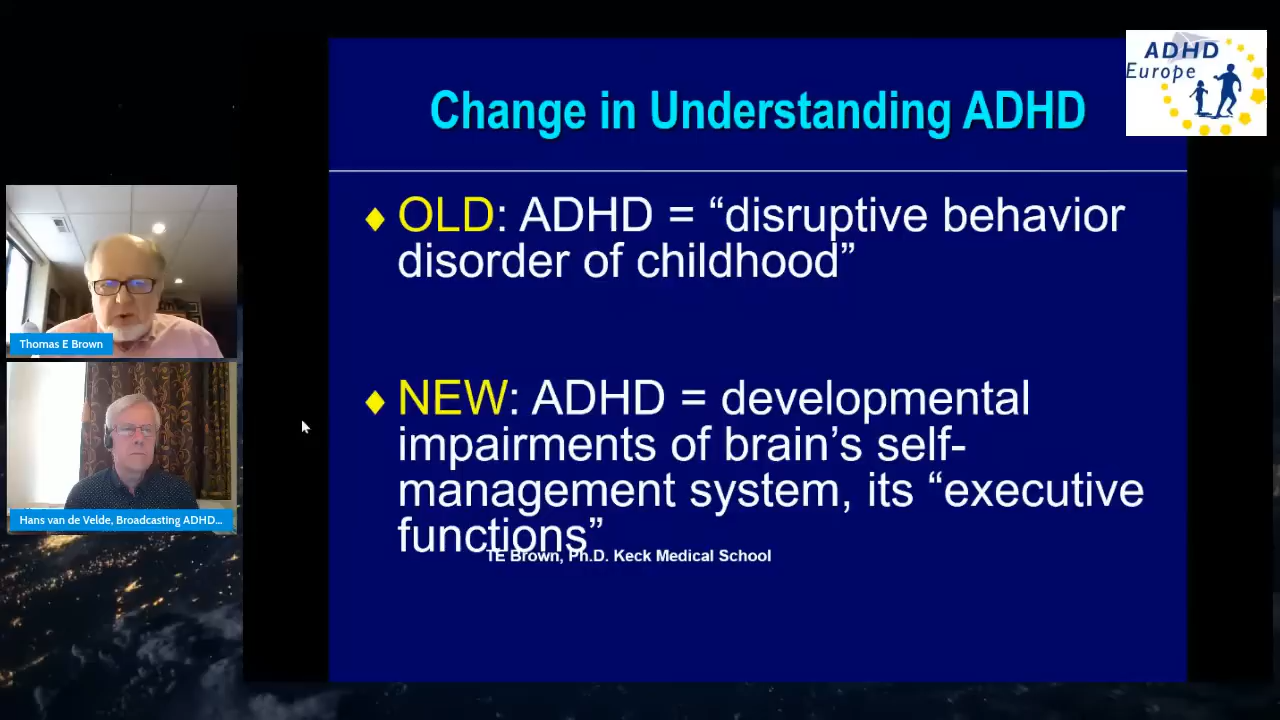 ADHD
Europe
Change in Understanding ADHD
OLD: ADHD = “disruptive behavior
disorder of childhood”
NEW: ADHD = developmental
impairments of brain’s self-
management system, its “executive
functions”
TE Brown, Ph.D. Keck Medical School
Thomas E Brown
Hans van de Velde, Broadcasting ADHD...